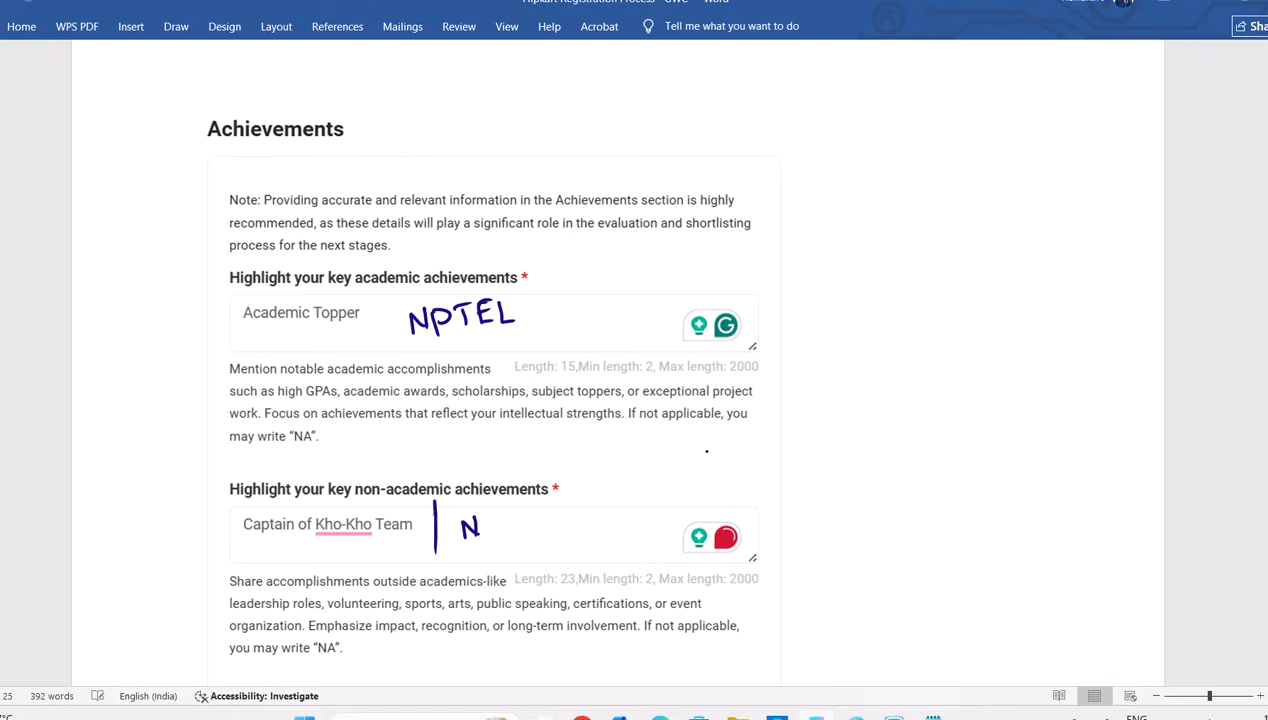 Home WPS PDF Insert Draw Design Layout References Mailings Review View Help Acrobat Tell me what you want to do
Achievements
Note: Providing accurate and relevant information in the Achievements section is highly
recommended, as these details will play a significant role in the evaluation and shortlisting
process for the next stages.
Highlight your key academic achievements *
Academic Topper NPTEL
Mention notable academic accomplishments Length: 15,Min length: 2, Max length: 2000
such as high GPAs, academic awards, scholarships, subject toppers, or exceptional project
work. Focus on achievements that reflect your intellectual strengths. If not applicable, you
may write “NA”.
Highlight your key non-academic achievements *
Captain of Kho-Kho Team | N
Share accomplishments outside academics-like Length: 23,Min length: 2, Max length: 2000
leadership roles, volunteering, sports, arts, public speaking, certifications, or event
organization. Emphasize impact, recognition, or long-term involvement. If not applicable,
you may write “NA”.
25 392 words English (India) Accessibility: Investigate
ENG